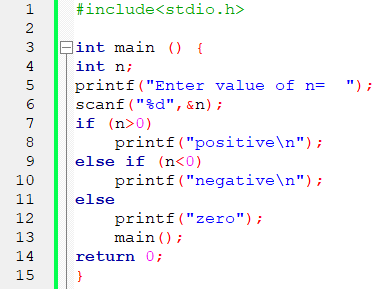 1 #include<stdio.h>
2
3 int main () {
4 int n;
5 printf("Enter value of n=  ");
6 scanf("%d",&n);
7 if (n>0)
8     printf("positive\n");
9 else if (n<0)
10     printf("negative\n");
11 else
12     printf("zero");
13     main();
14 return 0;
15 }